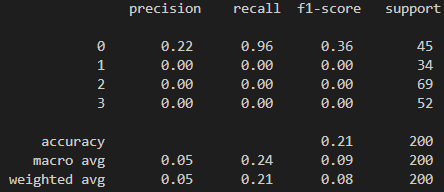 precision recall f1-score support
0 0.22 0.96 0.36 45
1 0.00 0.00 0.00 34
2 0.00 0.00 0.00 69
3 0.00 0.00 0.00 52
accuracy 0.21 200
macro avg 0.05 0.24 0.09 200
weighted avg 0.05 0.21 0.08 200